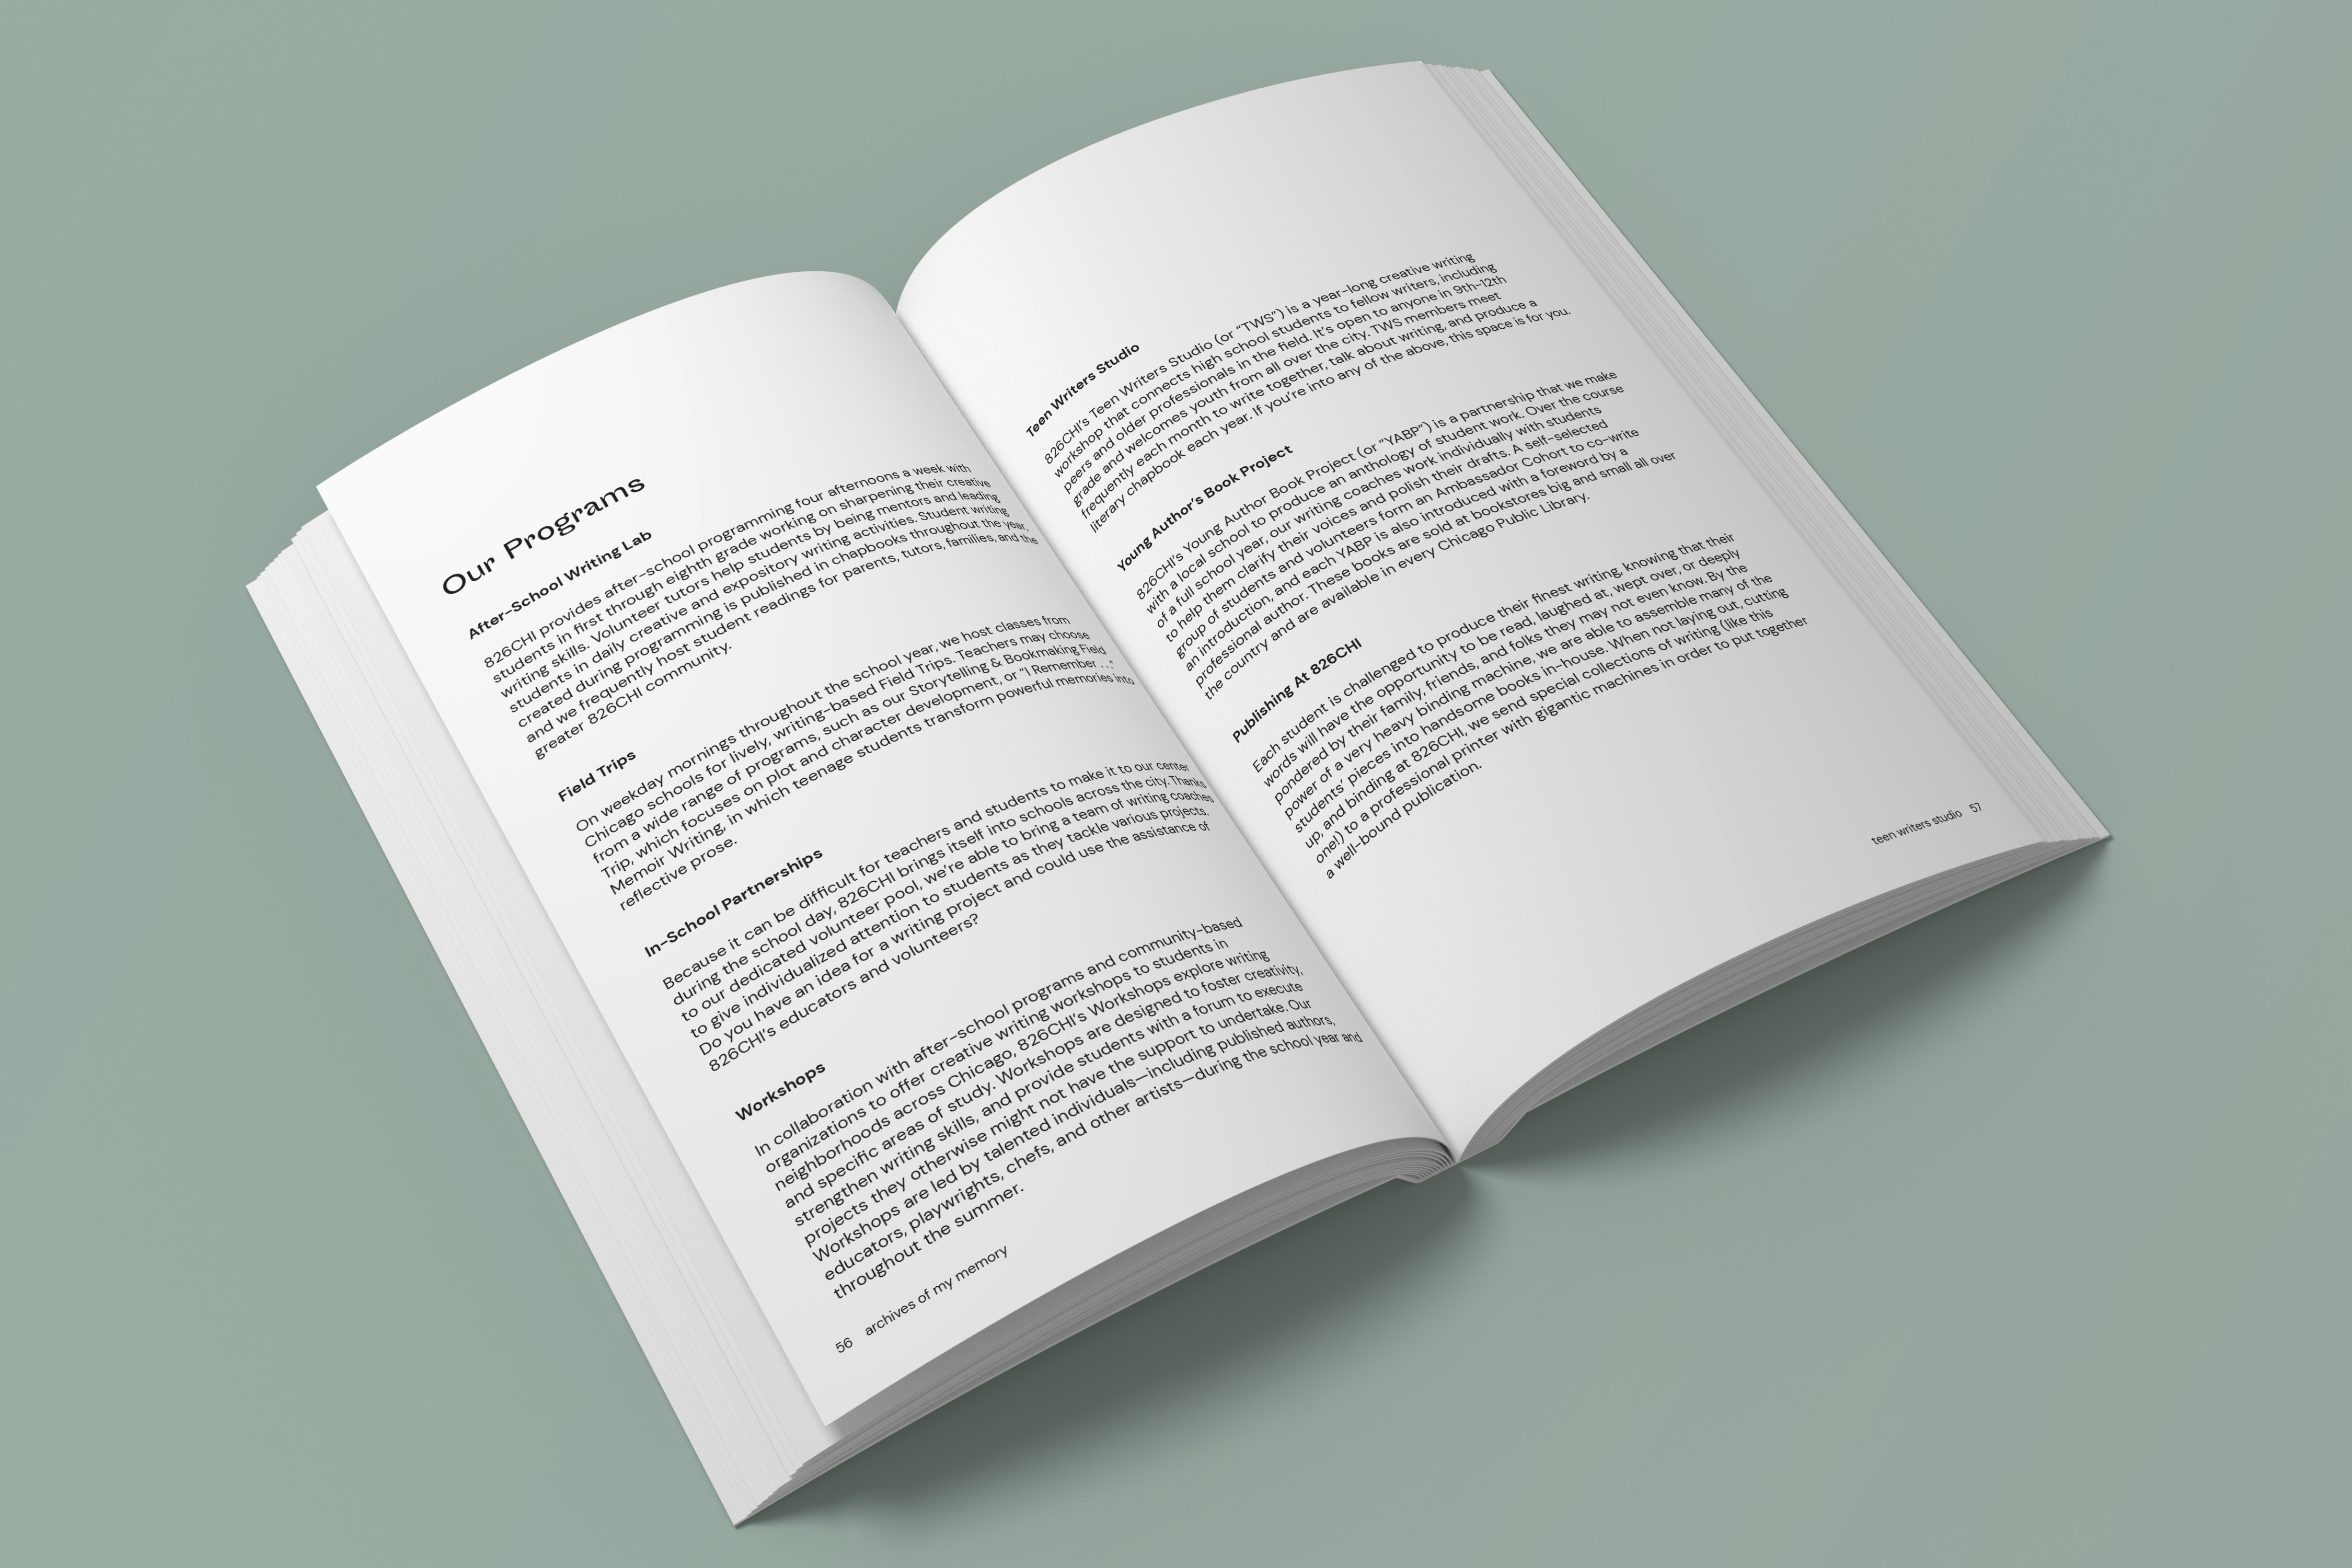 Our Programs
After-School Writing Lab
826CHI provides after-school programming four afternoons a week with
students in first through eighth grade working on sharpening their creative
writing skills. Volunteer tutors help students by being mentors and leading
students in daily creative and expository writing activities. Student writing
created during programming is published in chapbooks throughout the year,
and we frequently host student readings for parents, tutors, families, and the
greater 826CHI community.
Field Trips
On weekday mornings throughout the school year, we host classes from
Chicago schools for lively, writing-based Field Trips. Teachers may choose
from a wide range of programs, such as our Storytelling & Bookmaking Field
Trip, which focuses on plot and character development, or “I Remember . . .”
Memoir Writing, in which teenage students transform powerful memories into
reflective prose.
In-School Partnerships
Because it can be difficult for teachers and students to make it to our center
during the school day, 826CHI brings itself into schools across the city. Thanks
to our dedicated volunteer pool, we’re able to bring a team of writing coaches
to give individualized attention to students as they tackle various projects.
Do you have an idea for a writing project and could use the assistance of
826CHI’s educators and volunteers?
Workshops
In collaboration with after-school programs and community-based
organizations to offer creative writing workshops to students in
neighborhoods across Chicago, 826CHI’s Workshops explore writing
and specific areas of study. Workshops are designed to foster creativity,
strengthen writing skills, and provide students with a forum to execute
projects they otherwise might not have the support to undertake. Our
Workshops are led by talented individuals—including published authors,
educators, playwrights, chefs, and other artists—during the school year and
throughout the summer.
56 archives of my memory
Teen Writers Studio
826CHI’s Teen Writers Studio (or “TWS”) is a year-long creative writing
workshop that connects high school students to fellow writers, including
peers and older professionals in the field. It’s open to anyone in 9th-12th
grade and welcomes youth from all over the city. TWS members meet
frequently each month to write together, talk about writing, and produce a
literary chapbook each year. If you’re into any of the above, this space is for you.
Young Author’s Book Project
826CHI’s Young Author Book Project (or “YABP”) is a partnership that we make
with a local school to produce an anthology of student work. Over the course
of a full school year, our writing coaches work individually with students
to help them clarify their voices and polish their drafts. A self-selected
group of students and volunteers form an Ambassador Cohort to co-write
an introduction, and each YABP is also introduced with a foreword by a
professional author. These books are sold at bookstores big and small all over
the country and are available in every Chicago Public Library.
Publishing At 826CHI
Each student is challenged to produce their finest writing, knowing that their
words will have the opportunity to be read, laughed at, wept over, or deeply
pondered by their family, friends, and folks they may not even know. By the
power of a very heavy binding machine, we are able to assemble many of the
students’ pieces into handsome books in-house. When not laying out, cutting
up, and binding at 826CHI, we send special collections of writing (like this
one!) to a professional printer with gigantic machines in order to put together
a well-bound publication.
teen writers studio 57